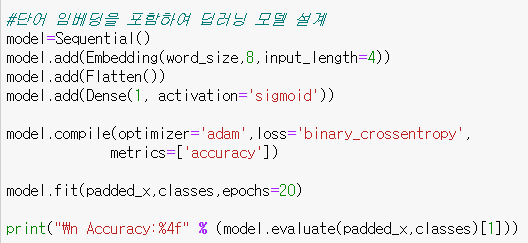 #단어 임베딩을 포함하여 딥러닝 모델 설계
model=Sequential()
model.add(Embedding(word_size,8,input_length=4))
model.add(Flatten())
model.add(Dense(1, activation='sigmoid'))
model.compile(optimizer='adam',loss='binary_crossentropy',
metrics=['accuracy'])
model.fit(padded_x,classes,epochs=20)
print("₩n Accuracy:%4f" % (model.evaluate(padded_x,classes)[1]))